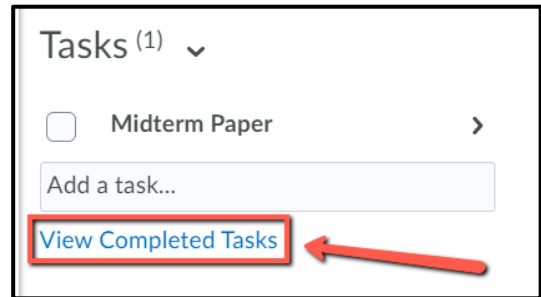 Tasks (1)
Midterm Paper
Add a task...
View Completed Tasks